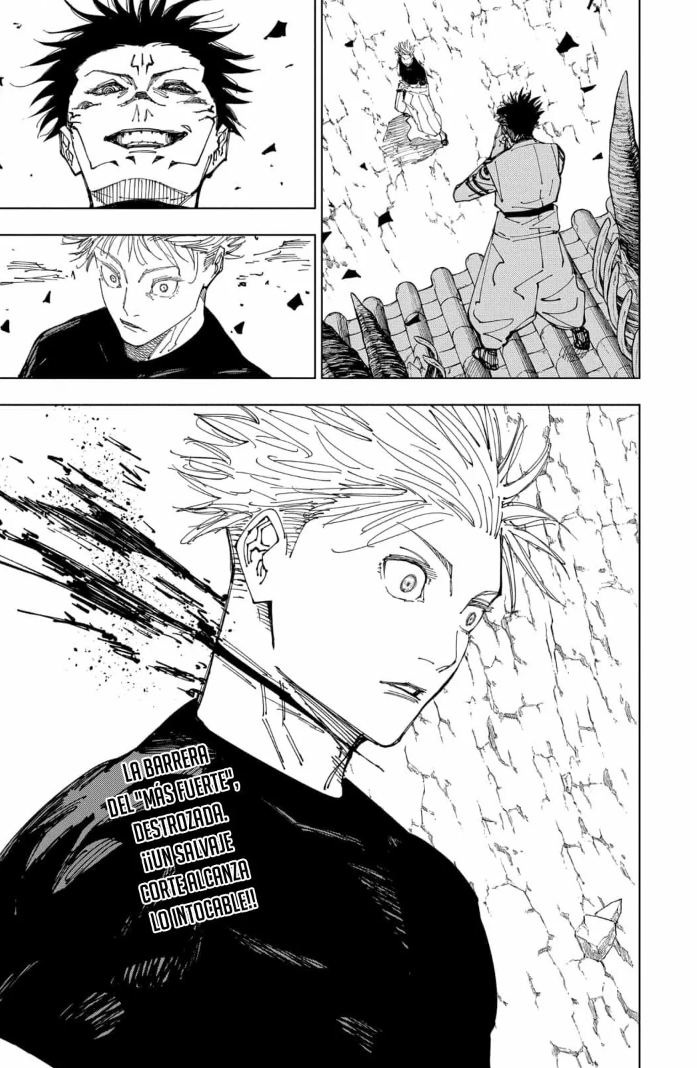 LA BARRERA
DEL "MÁS FUERTE",
DESTROZADA.
¡¡UN SALVAJE
CORTE ALCANZA
LO INTOCABLE!!